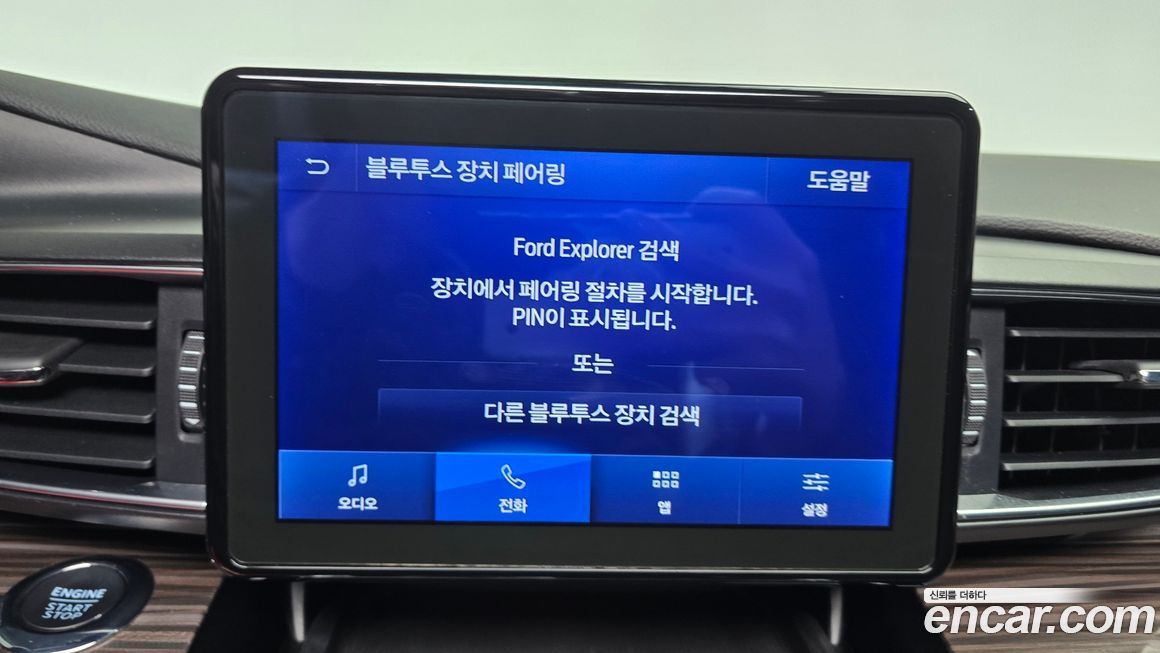 블루투스 장치 페어링
도움말
Ford Explorer 검색
장치에서 페어링 절차를 시작합니다.
PIN이 표시됩니다.
또는
다른 블루투스 장치 검색
오디오
전화
앱
설정
ENGINE
START
STOP
신뢰를 더하다
encar.com